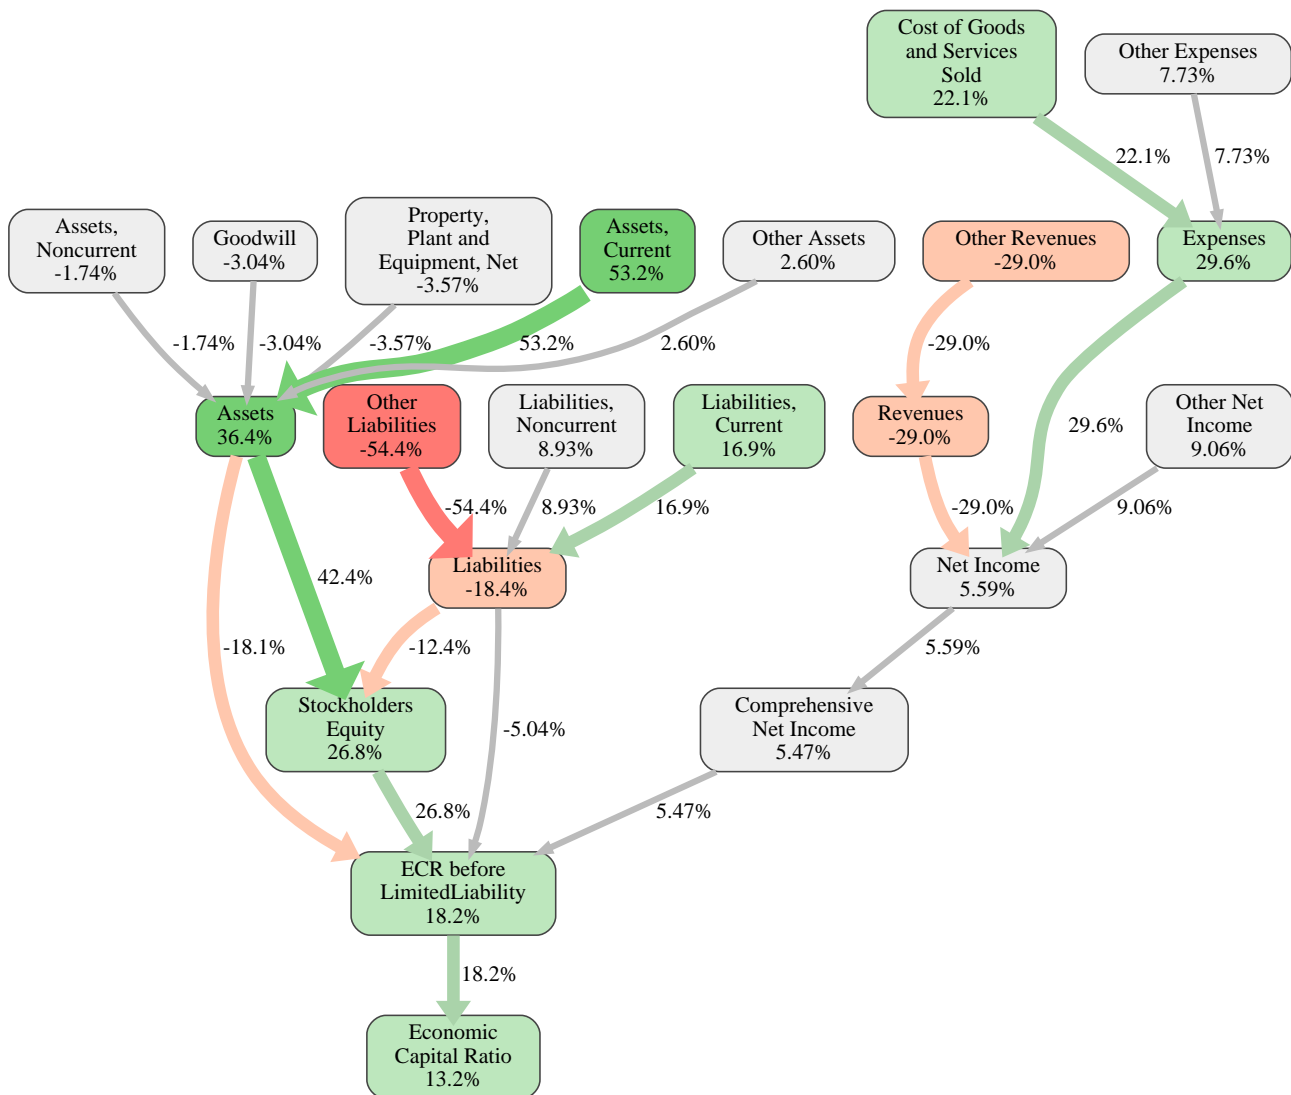 Cost of Goods
and Services
Sold
22.1%
Other Expenses
7.73%
22.1%
7.73%
Assets,
Noncurrent
-1.74%
Goodwill
-3.04%
Property,
Plant and
Equipment, Net
-3.57%
Assets,
Current
53.2%
Other Assets
2.60%
Other Revenues
-29.0%
Expenses
29.6%
-1.74%
-3.04%
-3.57%
53.2%
2.60%
-29.0%
Assets
36.4%
Other
Liabilities
-54.4%
Liabilities,
Noncurrent
8.93%
Liabilities,
Current
16.9%
Revenues
-29.0%
29.6%
Other Net
Income
9.06%
-54.4%
8.93%
16.9%
-29.0%
9.06%
42.4%
Liabilities
-18.4%
Net Income
5.59%
-18.1%
-12.4%
5.59%
Stockholders
Equity
26.8%
-5.04%
Comprehensive
Net Income
5.47%
26.8%
5.47%
ECR before
LimitedLiability
18.2%
18.2%
Economic
Capital Ratio
13.2%